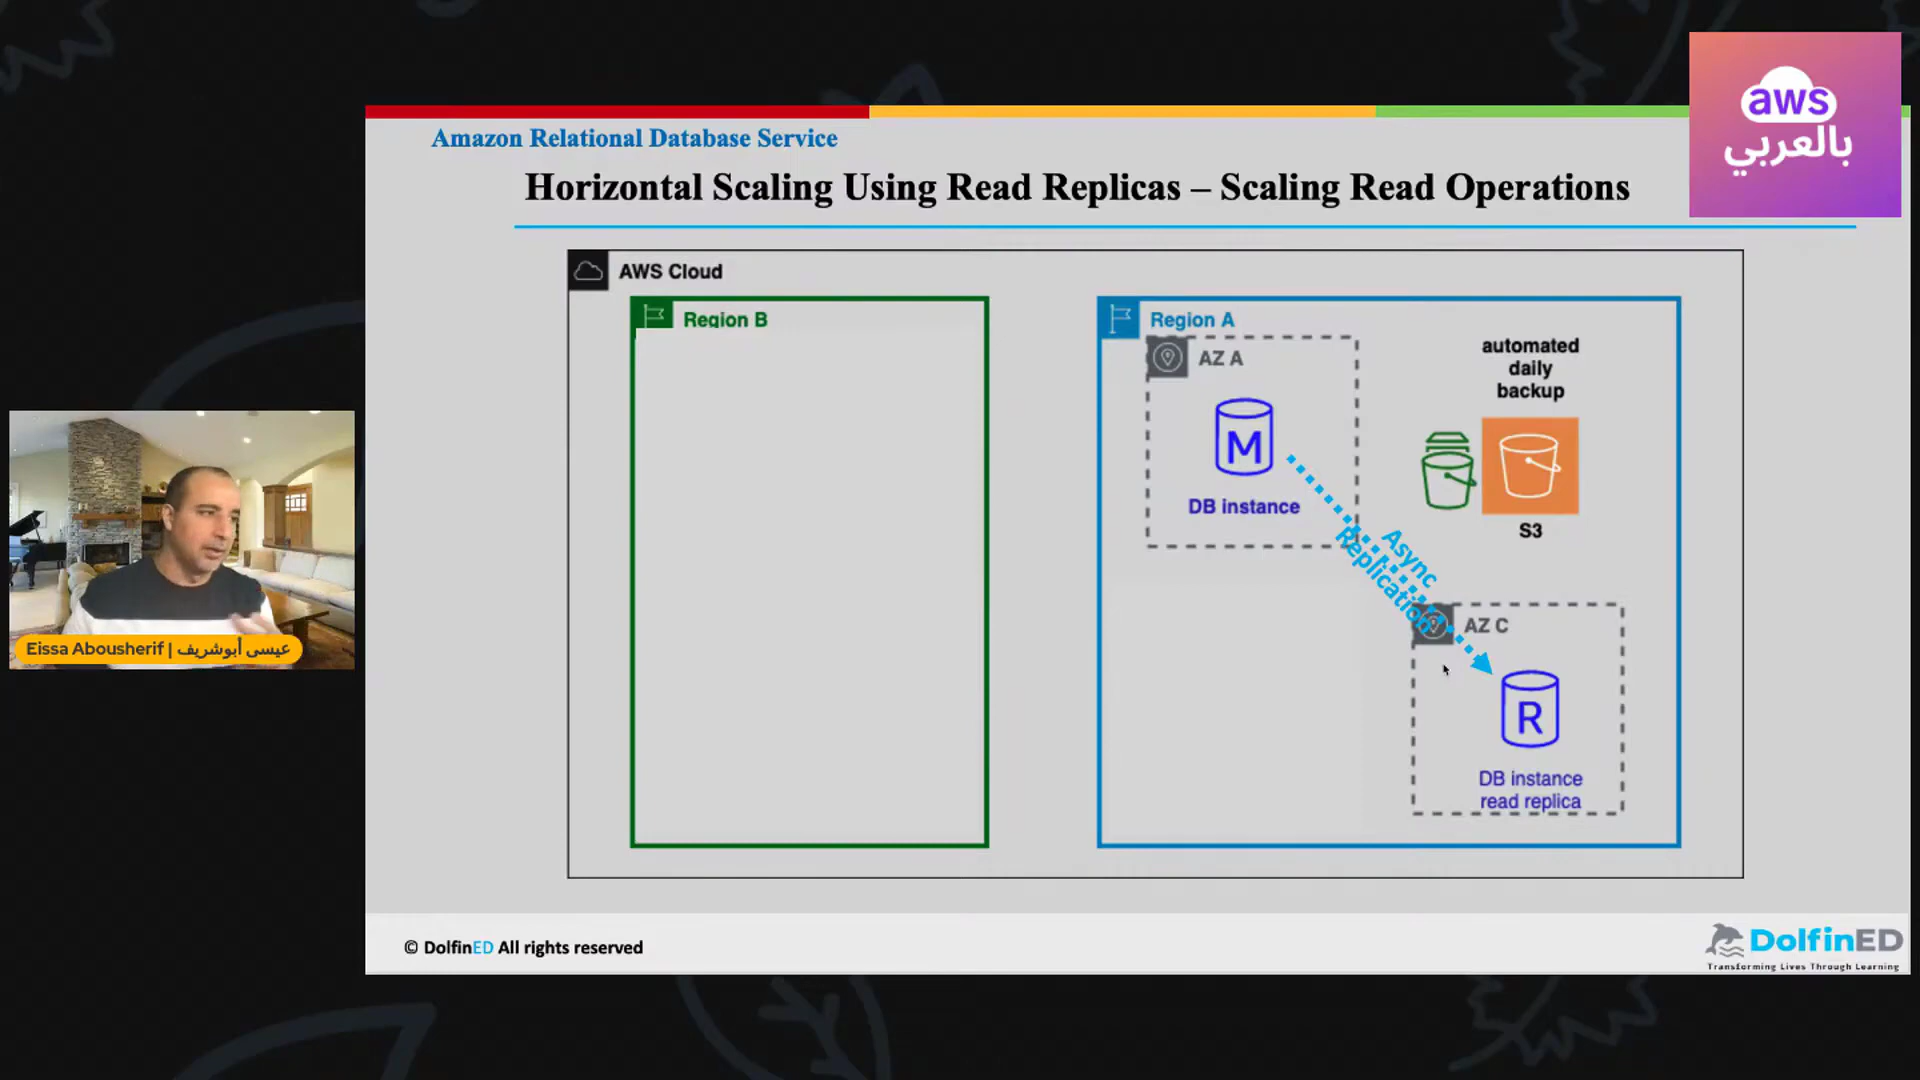 aws
بالعربي
Amazon Relational Database Service
Horizontal Scaling Using Read Replicas – Scaling Read Operations
AWS Cloud
Region B
Region A
AZ A
M
DB instance
automated
daily
backup
S3
Async
Replication
AZ C
R
DB instance
read replica
Eissa Abousherif | عيسى أبوشريف
© DolfinED All rights reserved
DolfinED
Transforming Lives Through Learning